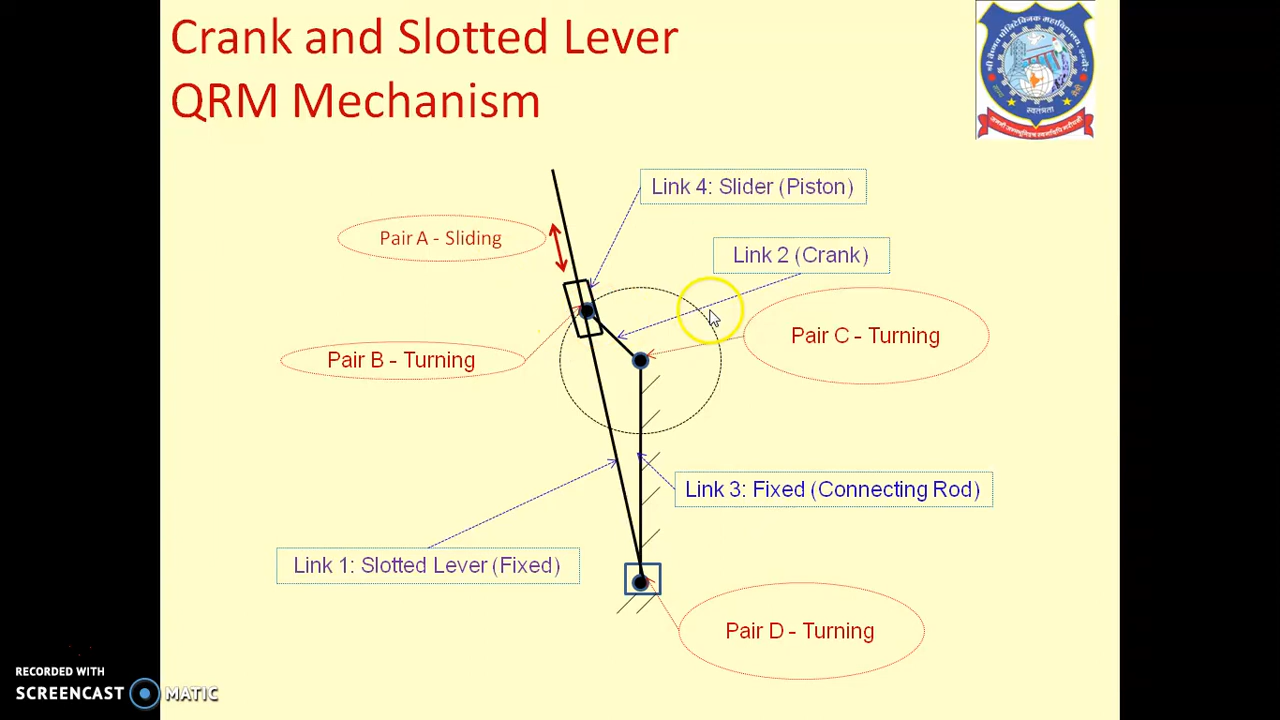 Crank and Slotted Lever
QRM Mechanism
Link 4: Slider (Piston)
Pair A - Sliding
Link 2 (Crank)
Pair C - Turning
Pair B - Turning
Link 3: Fixed (Connecting Rod)
Link 1: Slotted Lever (Fixed)
Pair D - Turning
RECORDED WITH
SCREENCAST MATIC